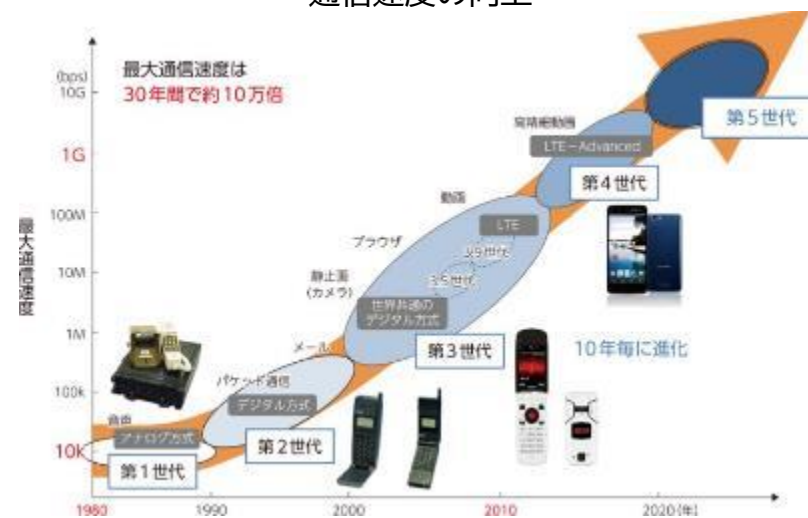 通信速度の向上
(bps)
10G
最大通信速度は
30年間で約10万倍
1G
100M
10M
1M
100k
10k
最大通信速度
高精細動画
LTE-Advanced
第5世代
第4世代
動画
LTE
3.9世代
ブラウザ
3.5世代
静止画
(カメラ)
世界共通の
デジタル方式
第3世代
10年毎に進化
メール
パケット通信
デジタル方式
第2世代
音声
アナログ方式
第1世代
1980
1990
2000
2010
2020(年)